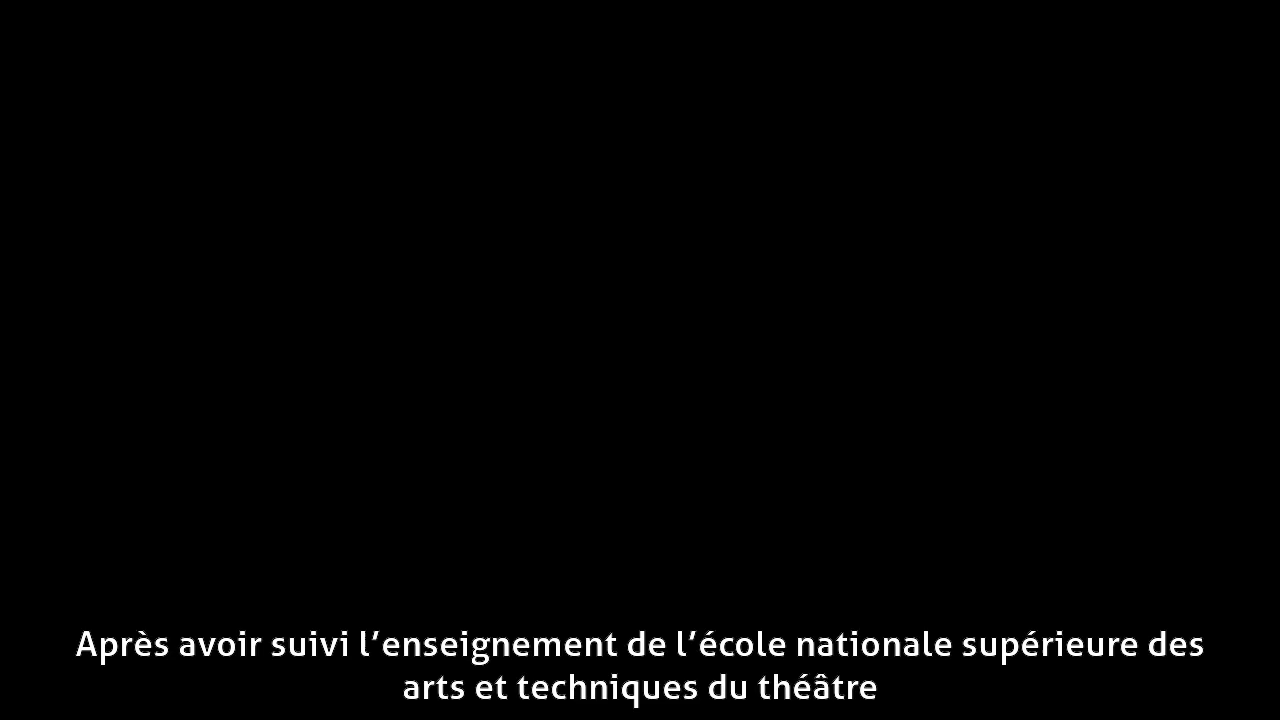 Après avoir suivi l’enseignement de l’école nationale supérieure des
arts et techniques du théâtre